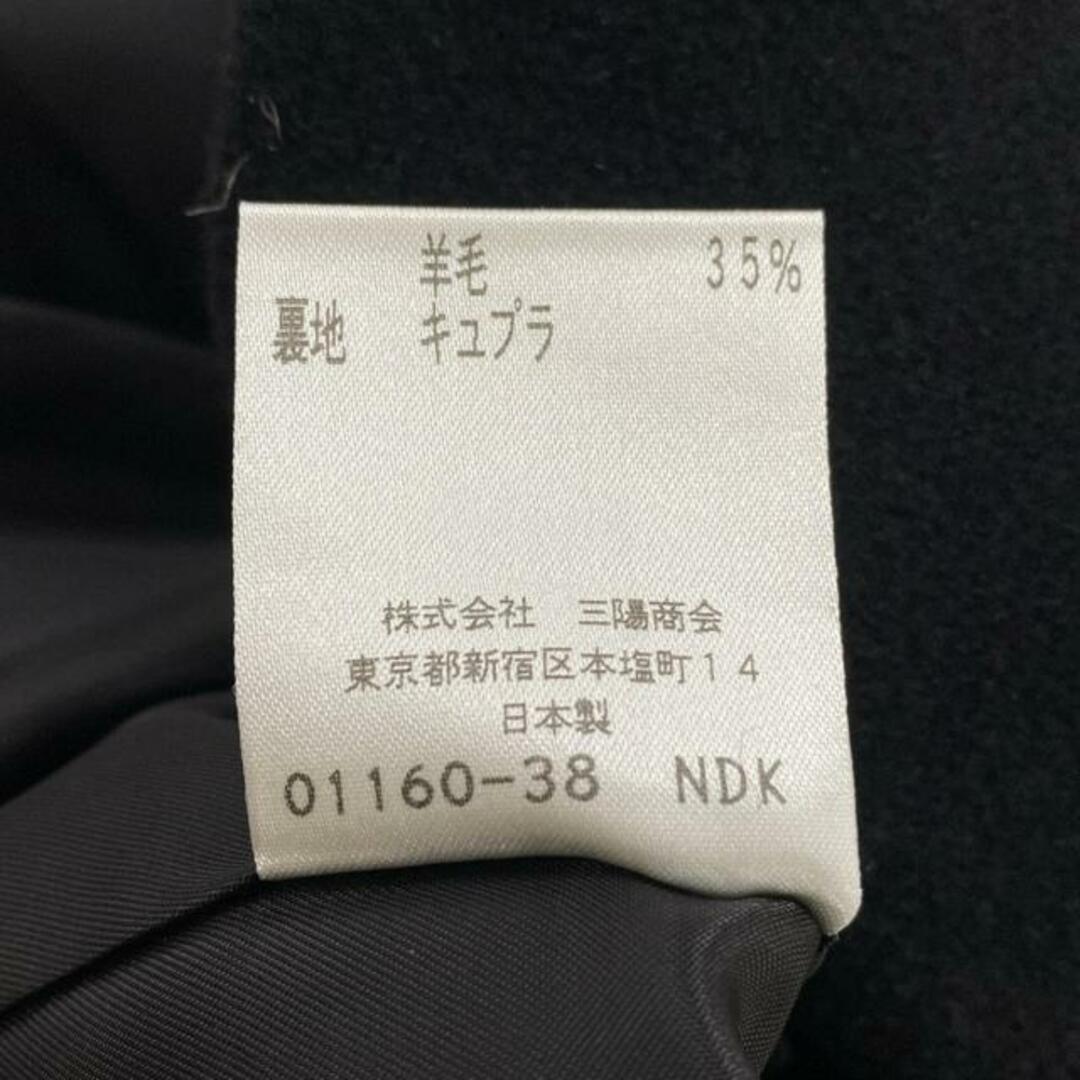 羊毛 35%
裏地 キュプラ
株式会社 三陽商会
東京都新宿区本塩町14
日本製
01160-38 NDK